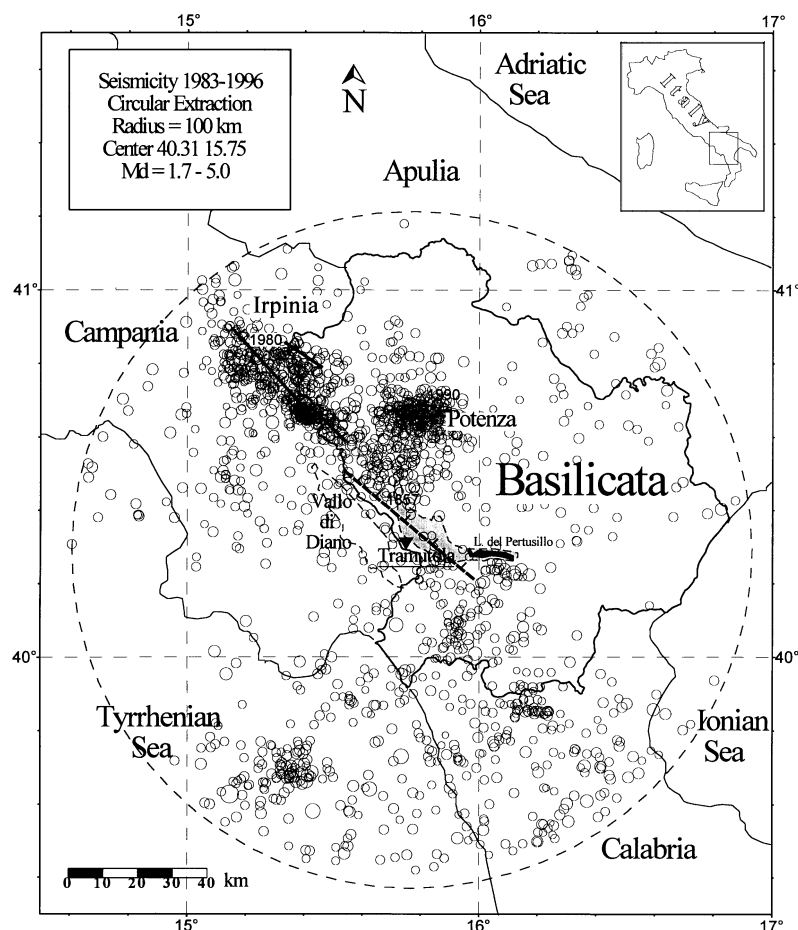 15°
16°
17°
Seismicity 1983-1996
Circular Extraction
Radius = 100 km
Center 40.31 15.75
Md = 1.7 - 5.0
N
Adriatic
Sea
Italy
Apulia
41°
41°
Irpinia
Campania
1980
1990
Potenza
Basilicata
1857
Vallo
di
Diano
L. del Pertusillo
Tramutola
40°
40°
Tyrrhenian
Sea
Ionian
Sea
Calabria
0 10 20 30 40 km
15°
16°
17°